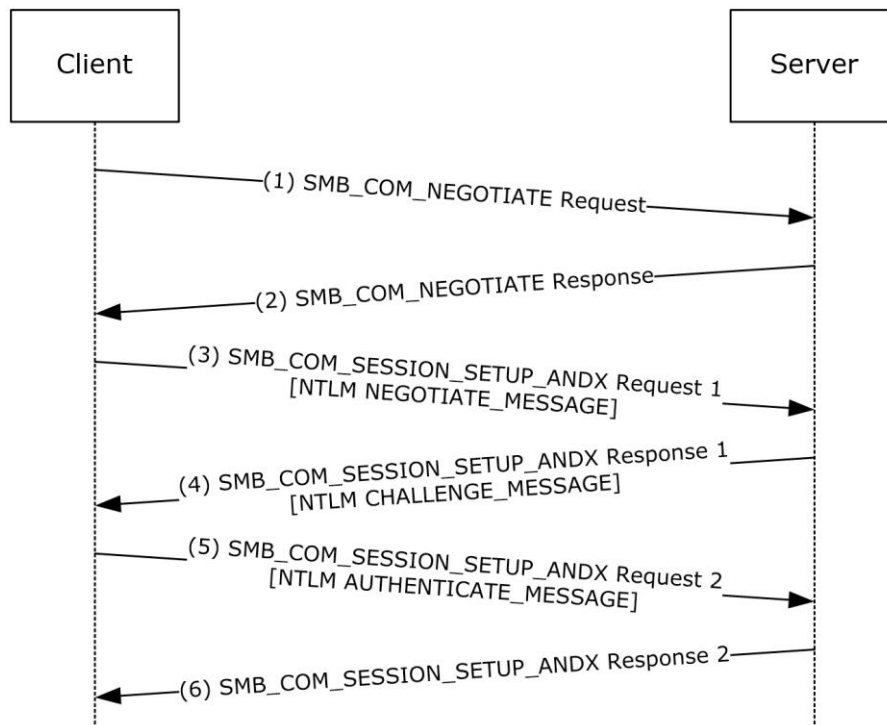 Client
Server
(1) SMB_COM_NEGOTIATE Request
(2) SMB_COM_NEGOTIATE Response
(3) SMB_COM_SESSION_SETUP_ANDX Request 1
[NTLM NEGOTIATE_MESSAGE]
(4) SMB_COM_SESSION_SETUP_ANDX Response 1
[NTLM CHALLENGE_MESSAGE]
(5) SMB_COM_SESSION_SETUP_ANDX Request 2
[NTLM AUTHENTICATE_MESSAGE]
(6) SMB_COM_SESSION_SETUP_ANDX Response 2